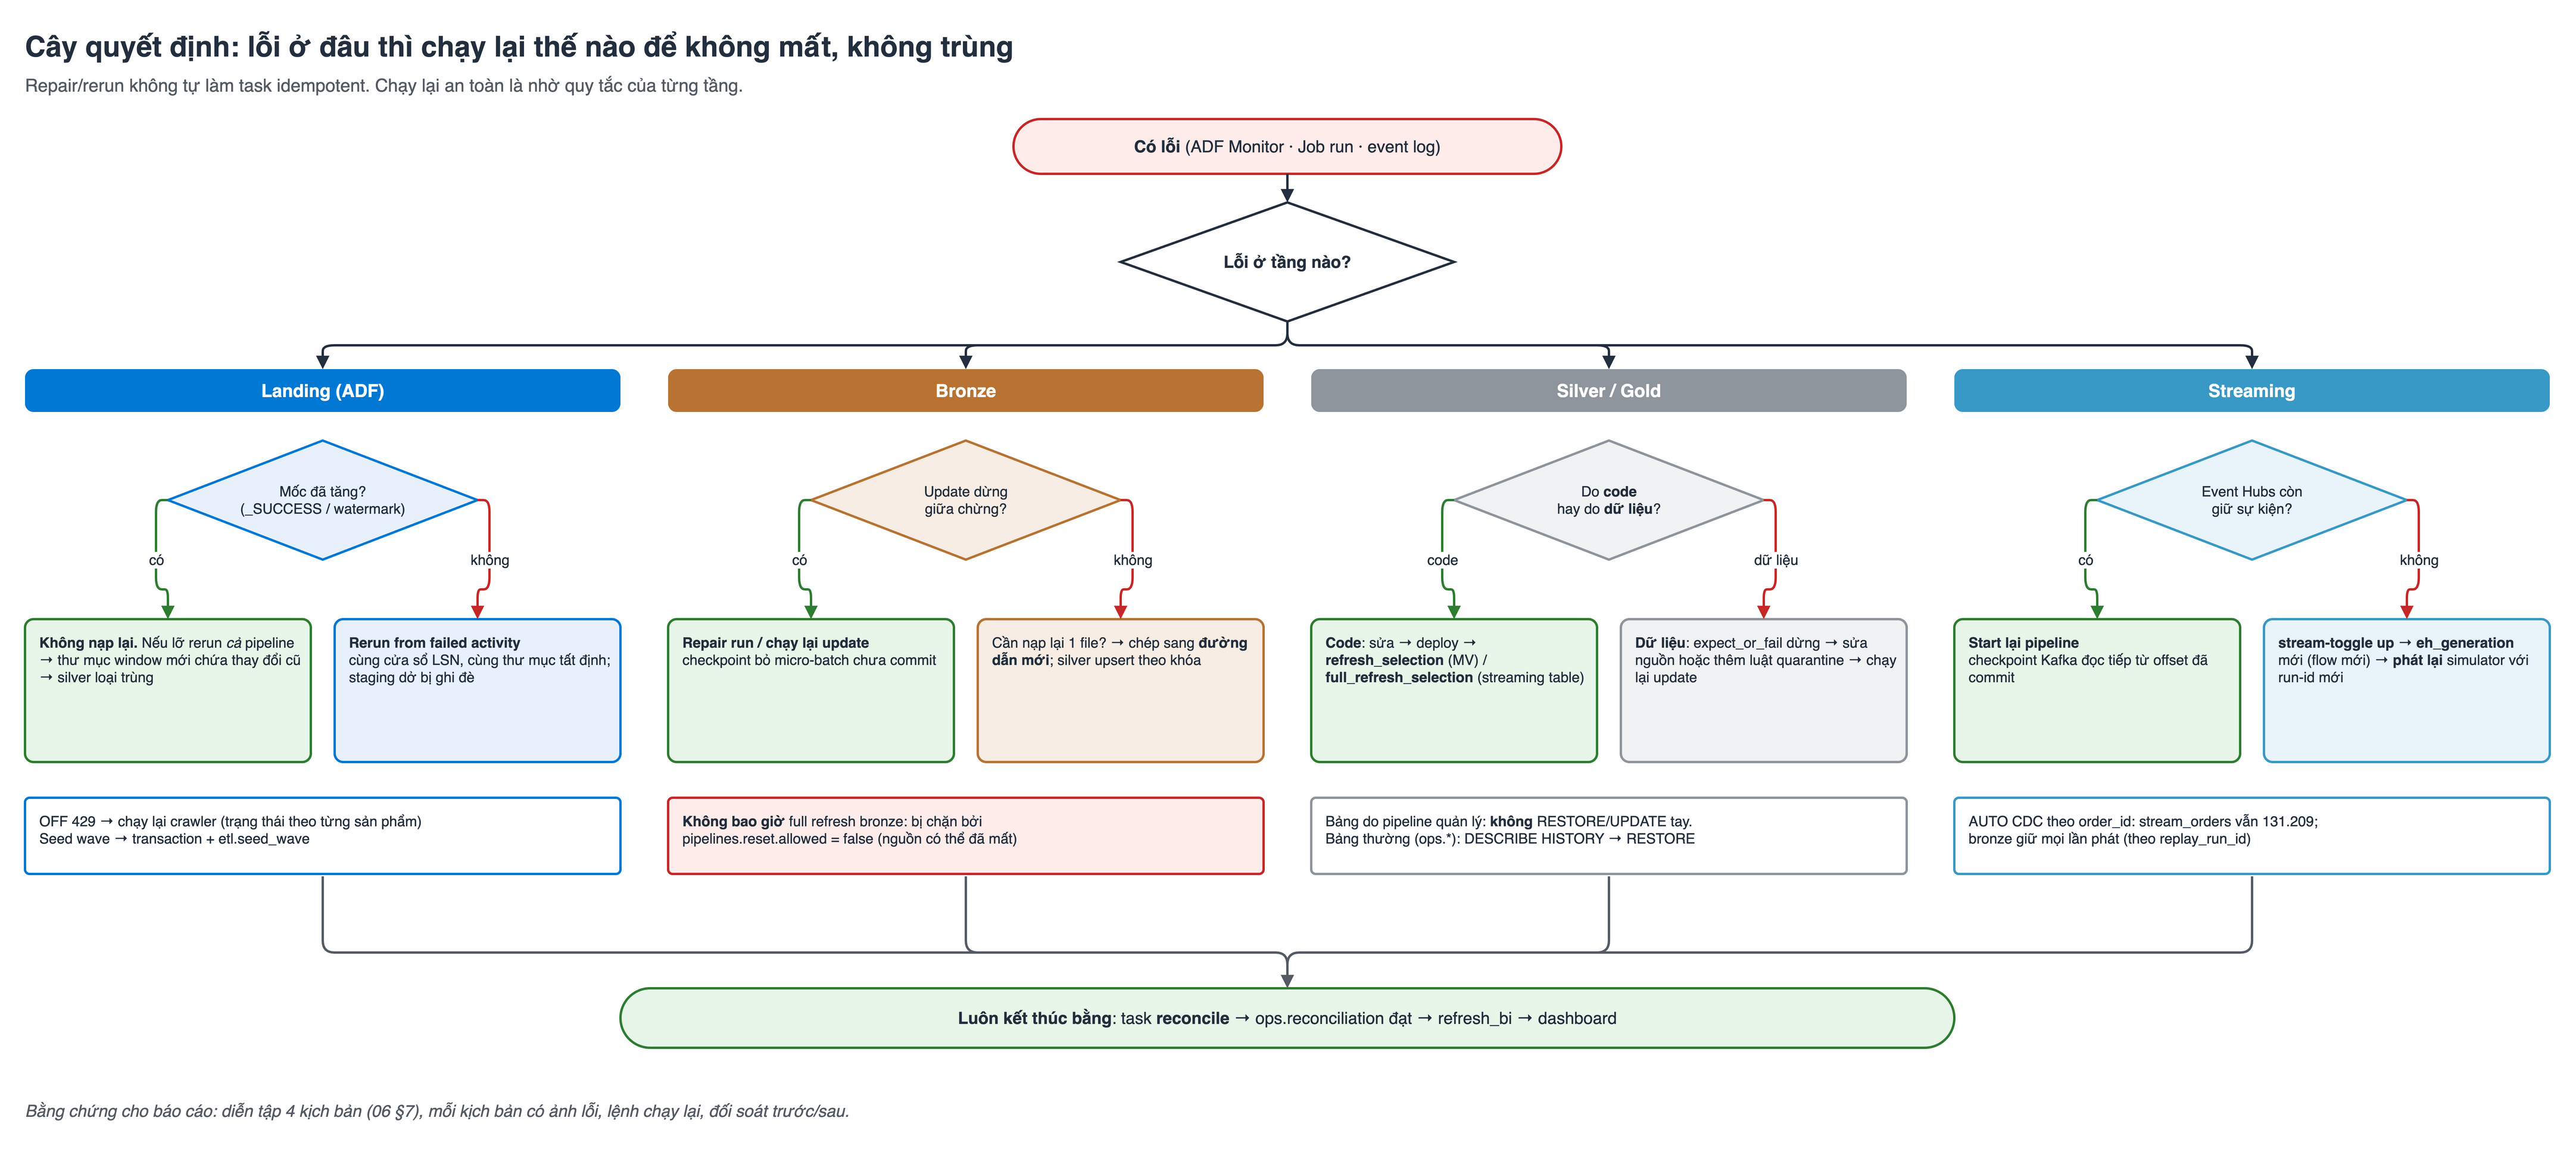 Cây quyết định: lỗi ở đâu thì chạy lại thế nào để không mất, không trùng
Repair/rerun không tự làm task idempotent. Chạy lại an toàn là nhờ quy tắc của từng tầng.
Có lỗi (ADF Monitor · Job run · event log)
Lỗi ở tầng nào?
Landing (ADF)
Mốc đã tăng?
(_SUCCESS / watermark)
có
không
Không nạp lại. Nếu lỡ rerun cả pipeline
→ thư mục window mới chứa thay đổi cũ
→ silver loại trùng
Rerun from failed activity
cùng cửa sổ LSN, cùng thư mục tất định;
staging dở bị ghi đè
OFF 429 → chạy lại crawler (trạng thái theo từng sản phẩm)
Seed wave → transaction + etl.seed_wave
Bronze
Update dừng
giữa chừng?
có
không
Repair run / chạy lại update
checkpoint bỏ micro-batch chưa commit
Cần nạp lại 1 file? → chép sang đường
dẫn mới; silver upsert theo khóa
Không bao giờ full refresh bronze: bị chặn bởi
pipelines.reset.allowed = false (nguồn có thể đã mất)
Silver / Gold
Do code
hay do dữ liệu?
code
dữ liệu
Code: sửa → deploy →
refresh_selection (MV) /
full_refresh_selection (streaming table)
Dữ liệu: expect_or_fail dừng → sửa
nguồn hoặc thêm luật quarantine → chạy
lại update
Bảng do pipeline quản lý: không RESTORE/UPDATE tay.
Bảng thường (ops.*): DESCRIBE HISTORY → RESTORE
Streaming
Event Hubs còn
giữ sự kiện?
có
không
Start lại pipeline
checkpoint Kafka đọc tiếp từ offset đã
commit
stream-toggle up → eh_generation
mới (flow mới) → phát lại simulator với
run-id mới
AUTO CDC theo order_id: stream_orders vẫn 131.209;
bronze giữ mọi lần phát (theo replay_run_id)
Luôn kết thúc bằng: task reconcile → ops.reconciliation đạt → refresh_bi → dashboard
Bằng chứng cho báo cáo: diễn tập 4 kịch bản (06 §7), mỗi kịch bản có ảnh lỗi, lệnh chạy lại, đối soát trước/sau.